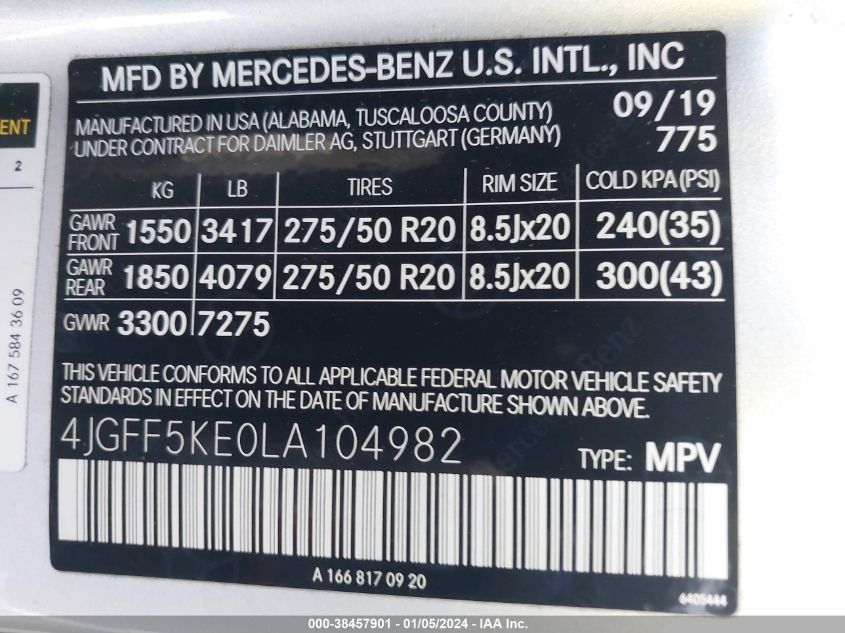 MFD BY MERCEDES-BENZ U.S. INTL., INC
MANUFACTURED IN USA (ALABAMA, TUSCALOOSA COUNTY) 09/19
UNDER CONTRACT FOR DAIMLER AG, STUTTGART (GERMANY) 775
KG LB TIRES RIM SIZE COLD KPA (PSI)
GAWR FRONT 1550 3417 275/50 R20 8.5Jx20 240(35)
GAWR REAR 1850 4079 275/50 R20 8.5Jx20 300(43)
GVWR 3300 7275
THIS VEHICLE CONFORMS TO ALL APPLICABLE FEDERAL MOTOR VEHICLE SAFETY
STANDARDS IN EFFECT ON THE DATE OF MANUFACTURE SHOWN ABOVE.
4JGFF5KE0LA104982 TYPE: MPV
A 166 817 09 20
6405444
ENT
2
A 167 584 36 09
000-38457901 - 01/05/2024 - IAA Inc.